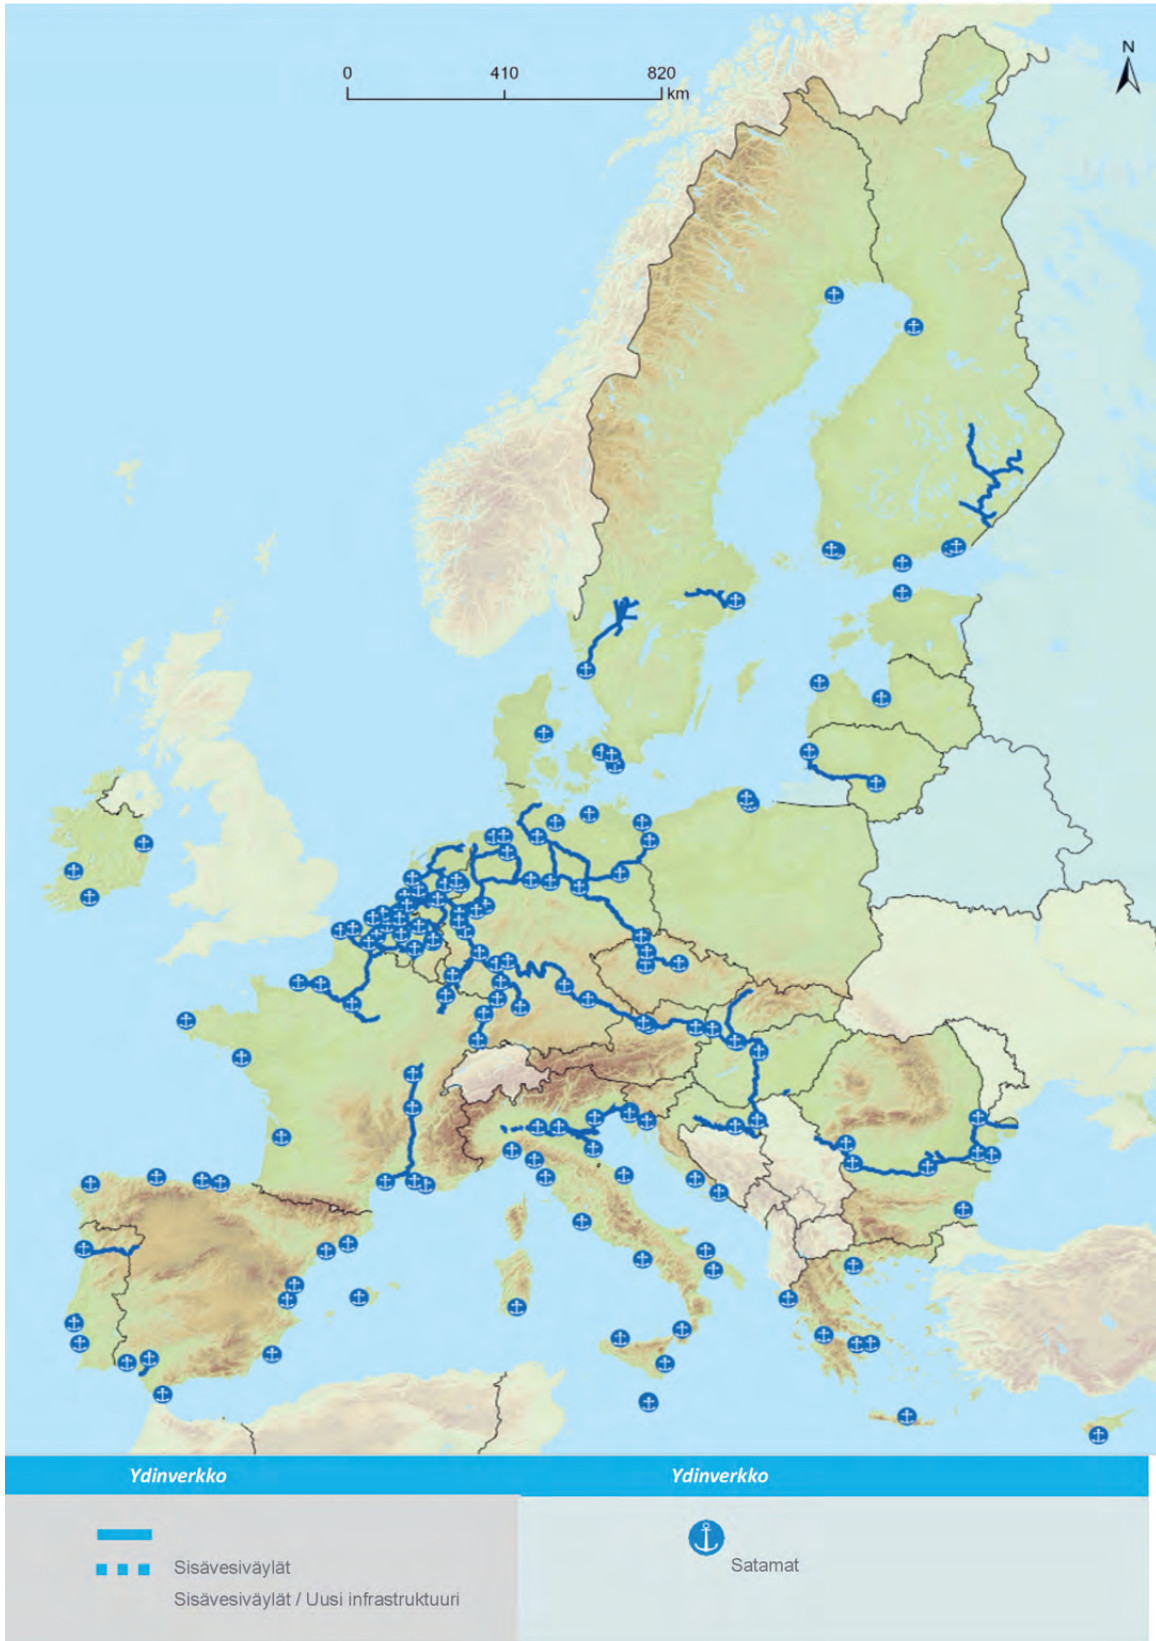 0 410 820
km
N
Ydinverkko
Ydinverkko
Sisävesiväylät
Sisävesiväylät / Uusi infrastruktuuri
Satamat